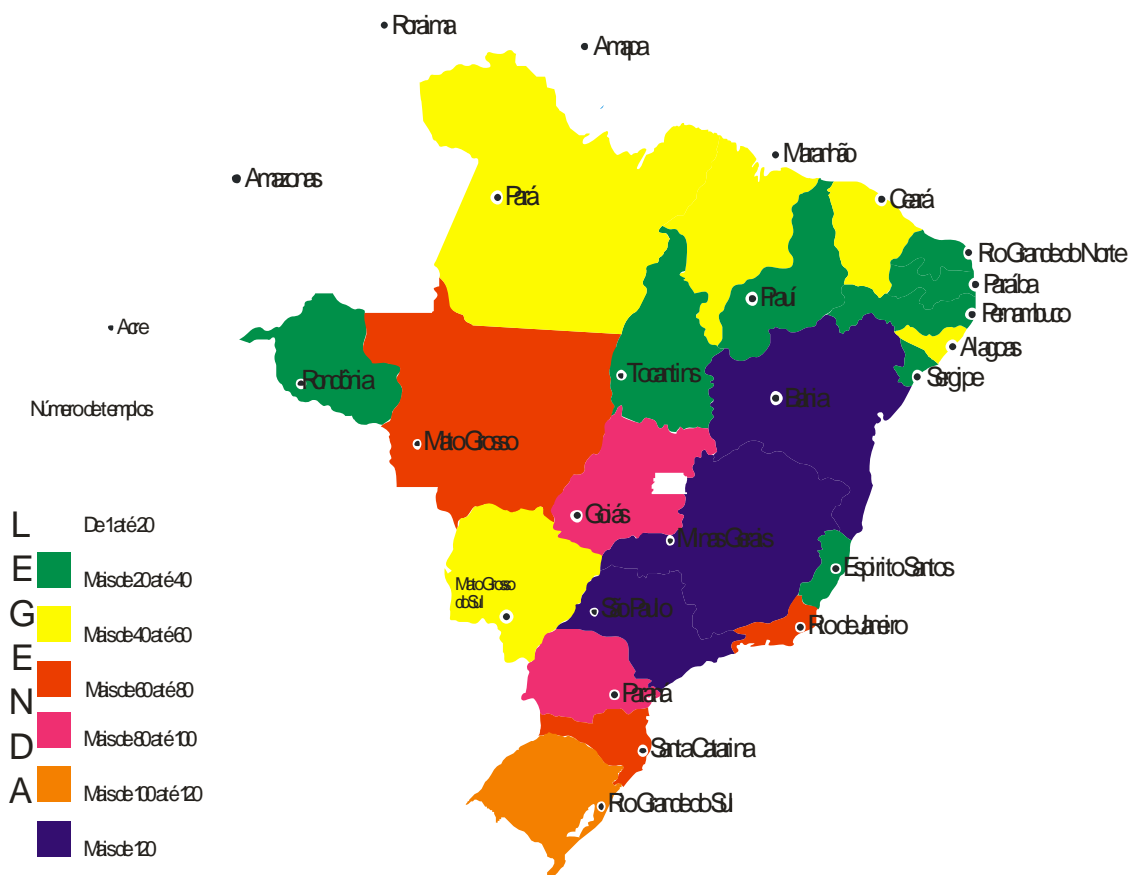 Roraima
Amapa
Maranhão
Amazonas
Pará
Ceará
Rio Grande do Norte
Paraíba
Piauí
Pernambuco
Acre
Alagoas
Rondônia
Tocantins
Sergipe
Bahia
Número de templos
Mato Grosso
Goiás
Minas Gerais
Espirito Santos
Mato Grosso
do Sul
São Paulo
Rio de Janeiro
Paraná
Santa Catarina
Rio Grande do Sul
LEGENDA
De 1 até 20
Mais de 20 até 40
Mais de 40 até 60
Mais de 60 até 80
Mais de 80 até 100
Mais de 100 até 120
Mais de 120